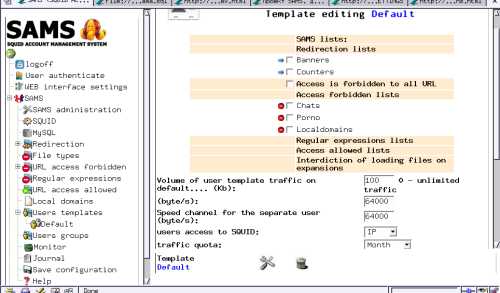 SAMS
SQUID ACCOUNT MANAGEMENT SYSTEM
logoff
User authenticate
WEB interface settings
SAMS
SAMS administration
SQUID
MySQL
Redirection
File types
URL access forbidden
Regular expressions
URL access allowed
Local domains
Users templates
Default
Users groups
Monitor
Journal
Save configuration
Help
Template editing Default
SAMS lists:
Redirection lists
Banners
Counters
Access is forbidden to all URL
Access forbidden lists
Chats
Porno
Localdomains
Regular expressions lists
Access allowed lists
Interdiction of loading files on
expansions
Volume of user template traffic on
default.... (Kb):
100
0 - unlimited
traffic
(byte/s):
64000
Speed channel for the separate user
(byte/s):
64000
users access to SQUID:
IP
traffic quota:
Month
Template
Default
Done